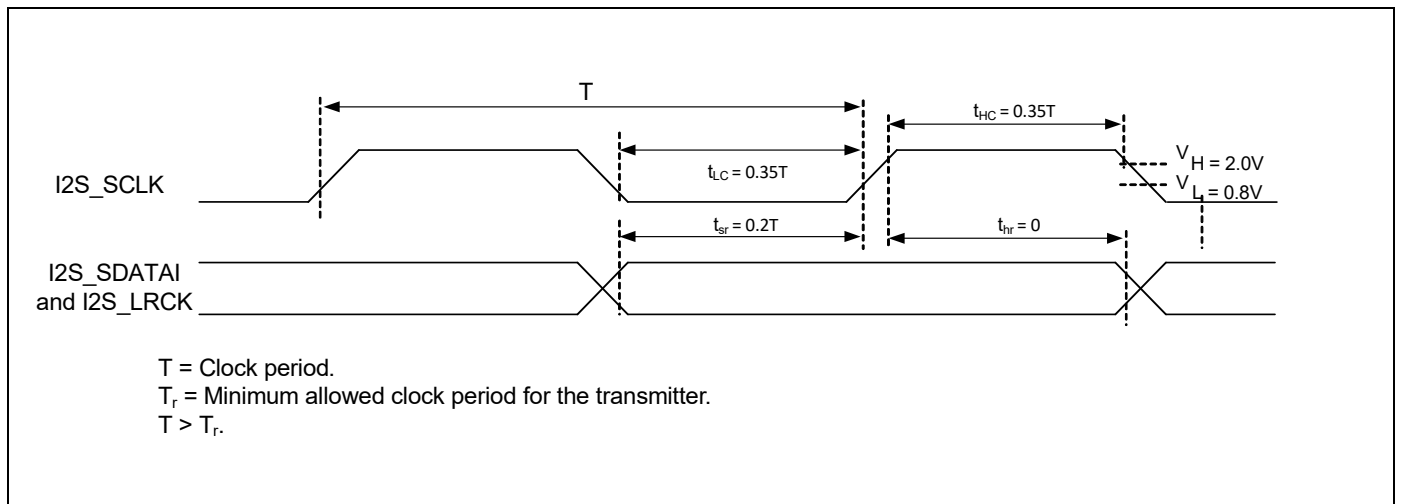 T
t_HC = 0.35T
I2S_SCLK
t_LC = 0.35T
V_H = 2.0V
V_L = 0.8V
t_sr = 0.2T
t_hr = 0
I2S_SDATAI
and I2S_LRCK
T = Clock period.
T_r = Minimum allowed clock period for the transmitter.
T > T_r.